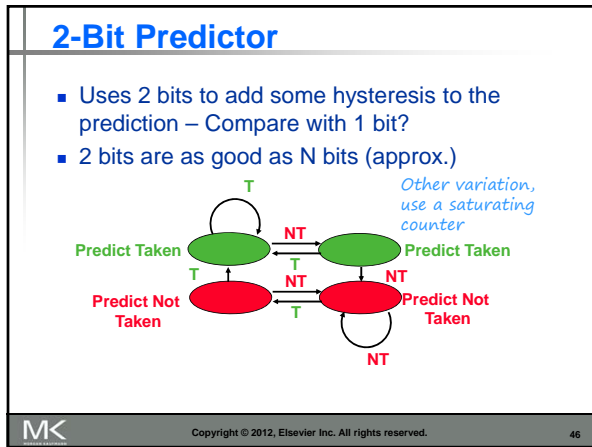 2-Bit Predictor
Uses 2 bits to add some hysteresis to the
prediction – Compare with 1 bit?
2 bits are as good as N bits (approx.)
Other variation,
use a saturating
counter
T
NT
Predict Taken
Predict Taken
T
T
NT
NT
Predict Not
Taken
Predict Not
Taken
T
NT
MK
MORGAN KAUFMANN
Copyright © 2012, Elsevier Inc. All rights reserved.
46